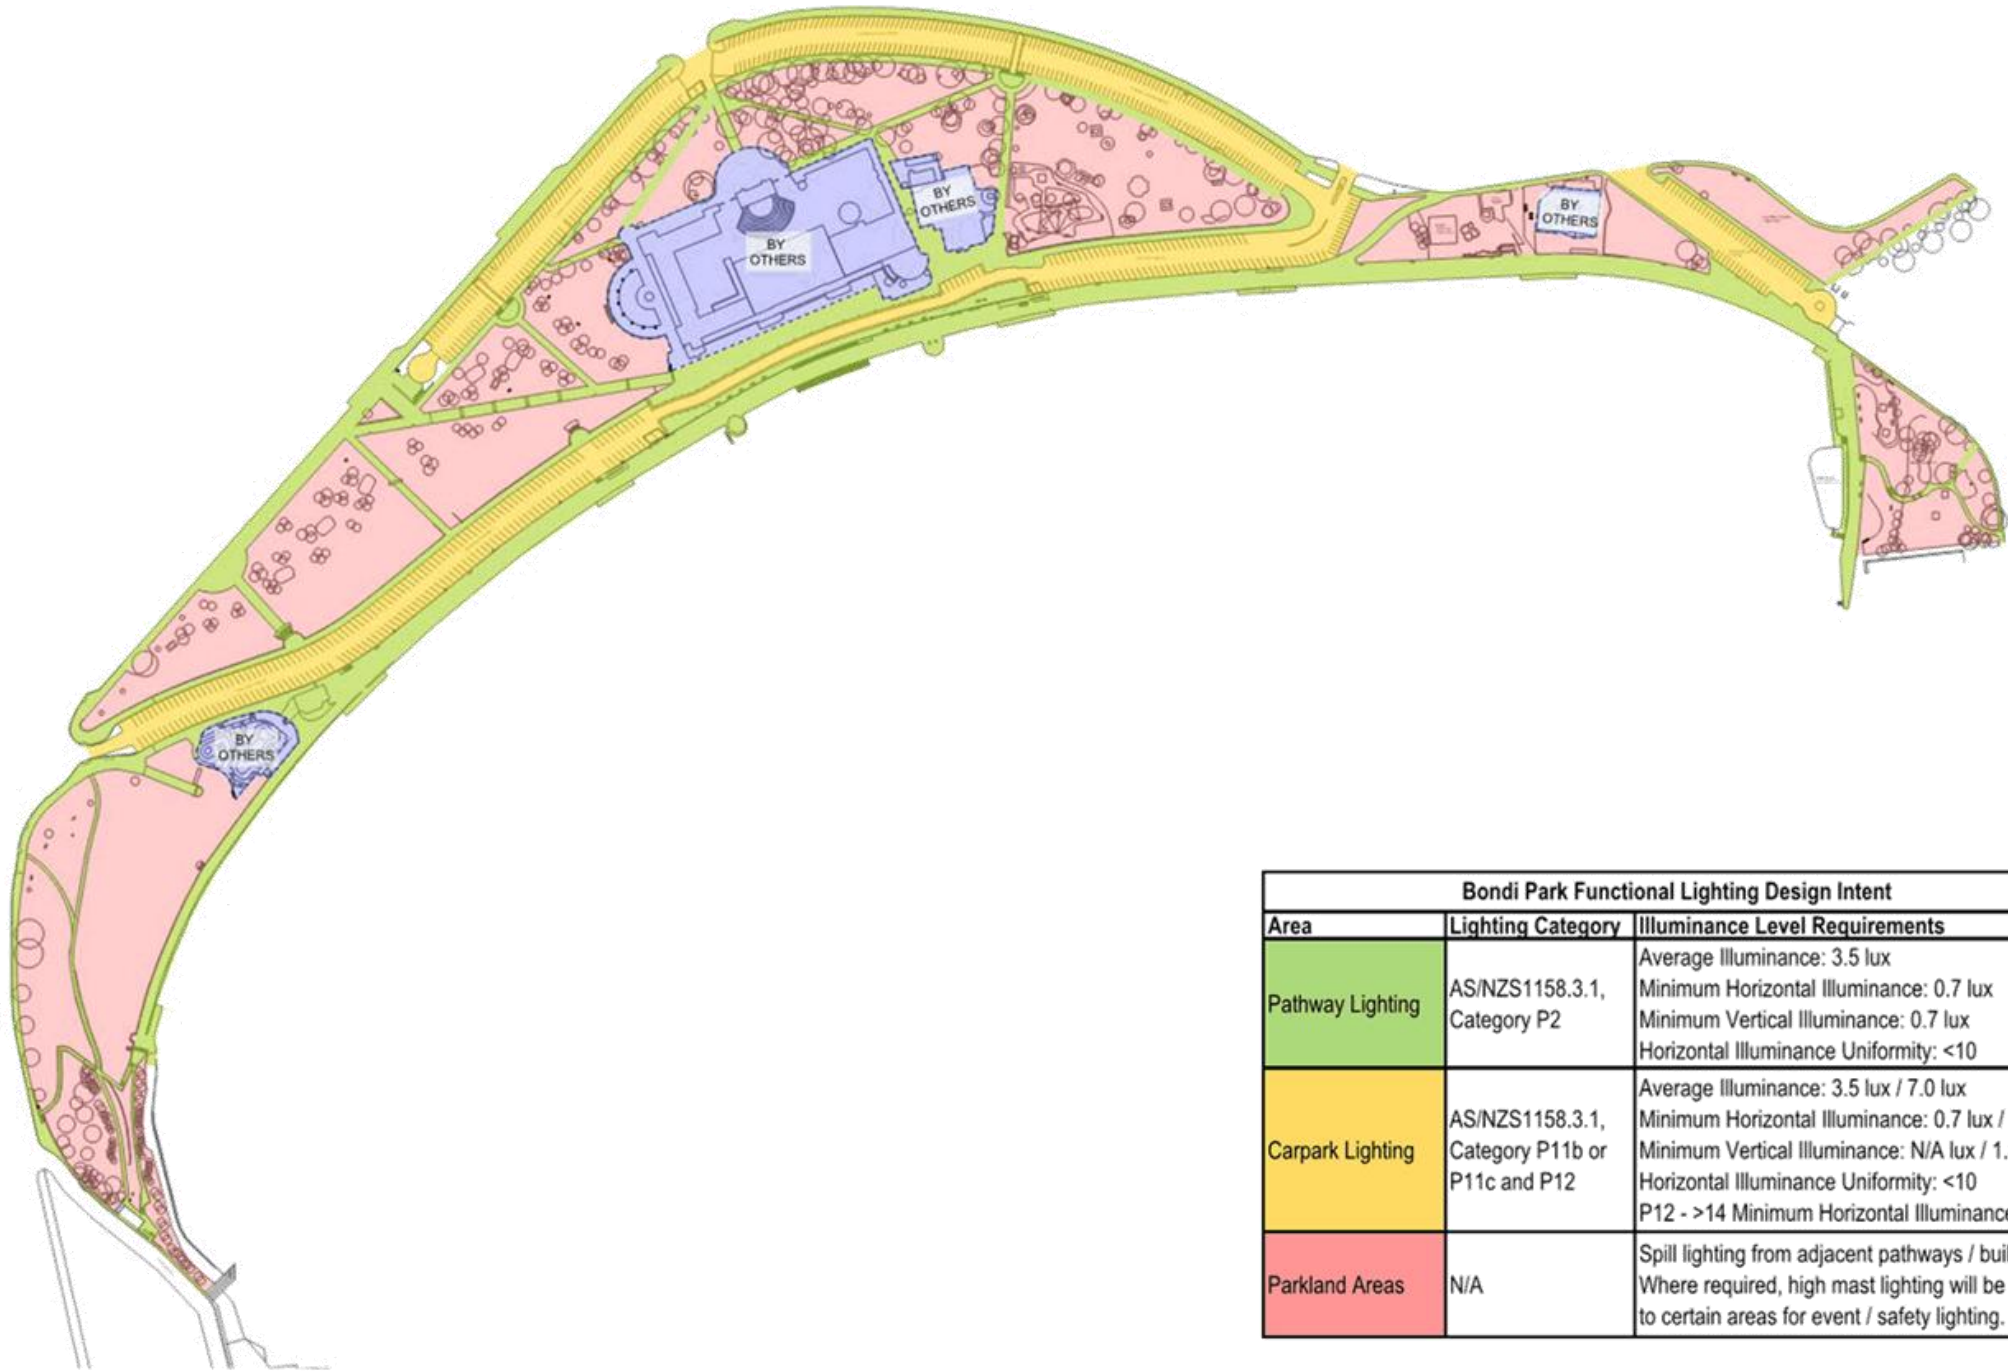 BY
OTHERS
BY
OTHERS
BY
OTHERS
BY
OTHERS
Bondi Park Functional Lighting Design Intent
Area Lighting Category Illuminance Level Requirements
Pathway Lighting
AS/NZS1158.3.1,
Category P2
Average Illuminance: 3.5 lux
Minimum Horizontal Illuminance: 0.7 lux
Minimum Vertical Illuminance: 0.7 lux
Horizontal Illuminance Uniformity: <10
Carpark Lighting
AS/NZS1158.3.1,
Category P11b or
P11c and P12
Average Illuminance: 3.5 lux / 7.0 lux
Minimum Horizontal Illuminance: 0.7 lux /
Minimum Vertical Illuminance: N/A lux / 1.
Horizontal Illuminance Uniformity: <10
P12 - >14 Minimum Horizontal Illuminance
Parkland Areas
N/A
Spill lighting from adjacent pathways / buil
Where required, high mast lighting will be
to certain areas for event / safety lighting.